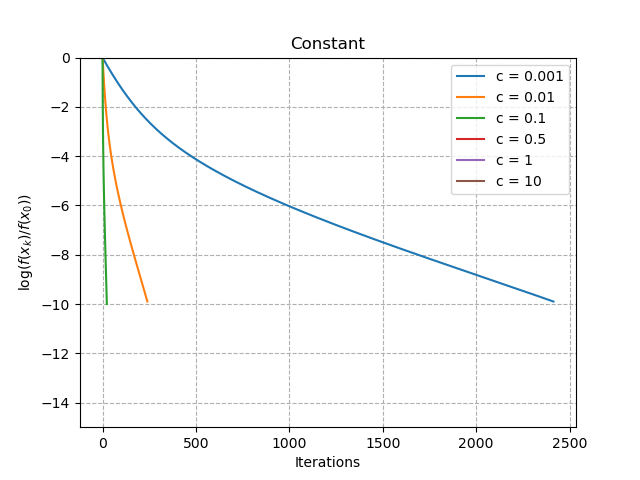 Constant
log(f(x_k)/f(x_0))
0
−2
−4
−6
−8
−10
−12
−14
c = 0.001
c = 0.01
c = 0.1
c = 0.5
c = 1
c = 10
0 500 1000 1500 2000 2500
Iterations